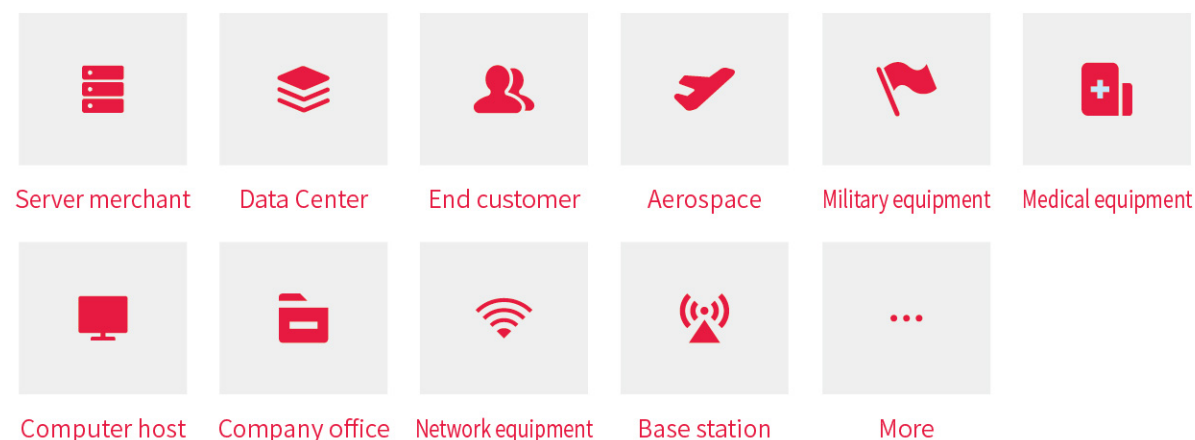 Server merchant
Data Center
End customer
Aerospace
Military equipment
Medical equipment
Computer host
Company office
Network equipment
Base station
More